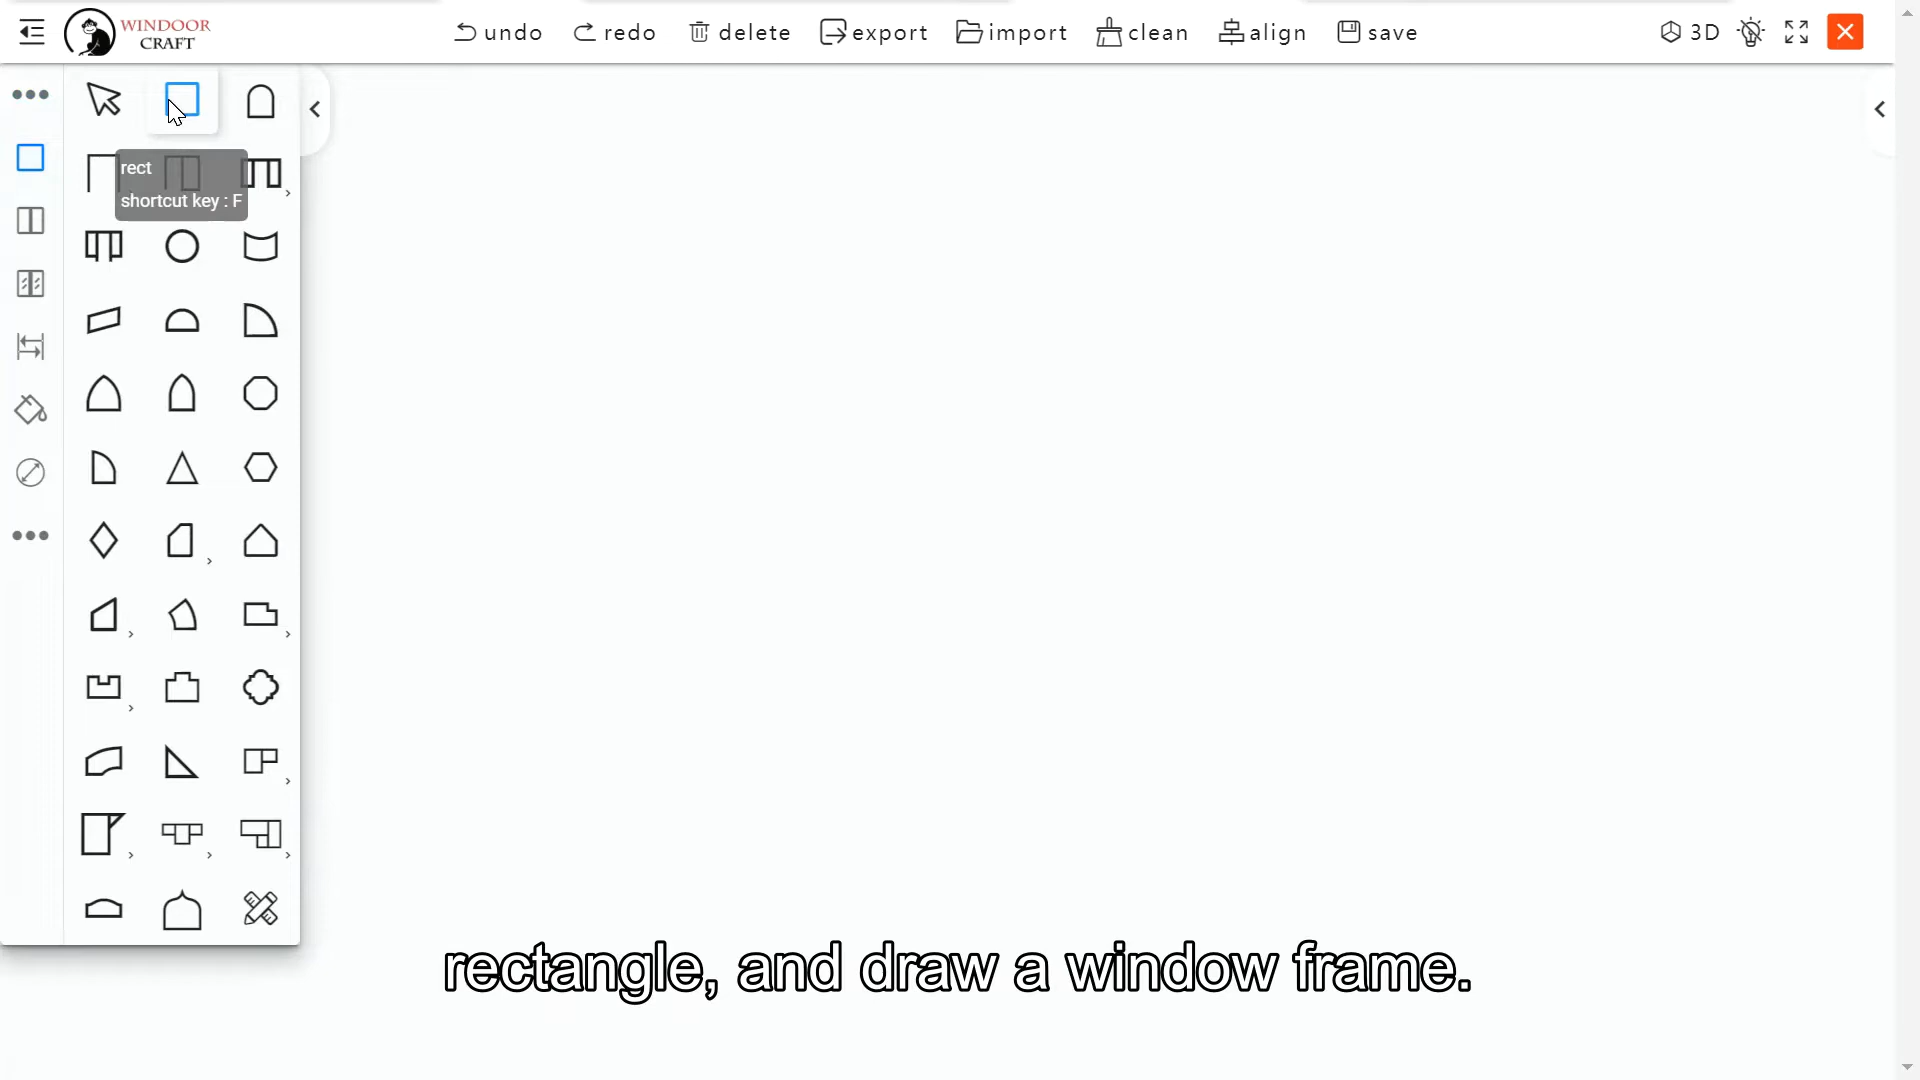 WINDOOR
CRAFT
undo
redo
delete
export
import
clean
align
save
3D
rect
shortcut key : F
rectangle, and draw a window frame.